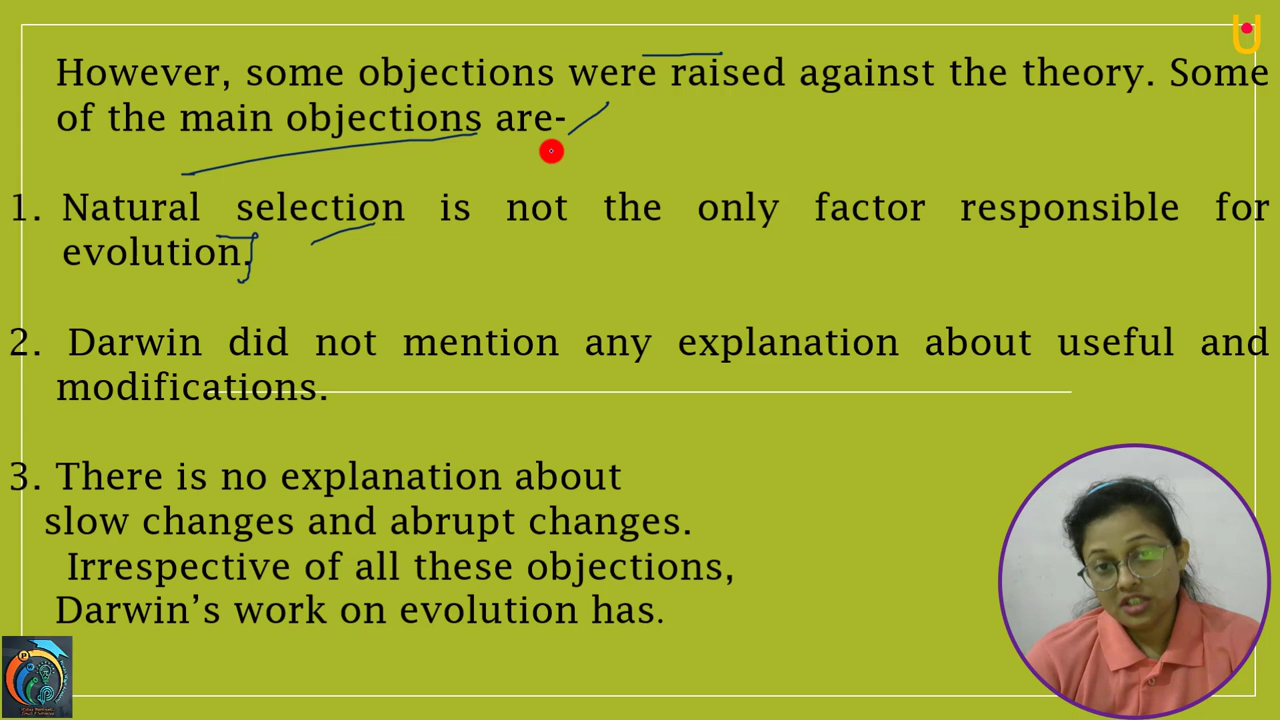 However, some objections were raised against the theory. Some
of the main objections are-
1. Natural selection is not the only factor responsible for
evolution.
2. Darwin did not mention any explanation about useful and
modifications.
3. There is no explanation about
slow changes and abrupt changes.
Irrespective of all these objections,
Darwin's work on evolution has.